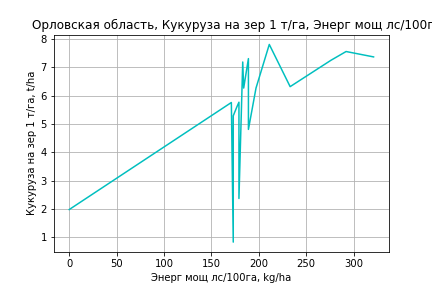 Орловская область, Кукуруза на зер 1 т/га, Энерг мощ лс/100г
8
7
6
5
4
3
2
1
Кукуруза на зер 1 т/га, t/ha
0 50 100 150 200 250 300
Энерг мощ лс/100га, kg/ha